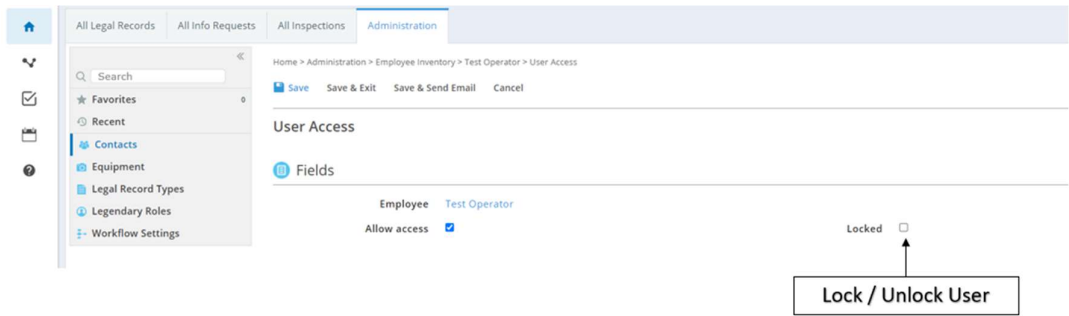 All Legal Records All Info Requests All Inspections Administration
«
Search
Favorites 0
Recent
Contacts
Equipment
Legal Record Types
Legendary Roles
Workflow Settings
Home > Administration > Employee Inventory > Test Operator > User Access
Save Save & Exit Save & Send Email Cancel
User Access
Fields
Employee Test Operator
Allow access Locked
Lock / Unlock User